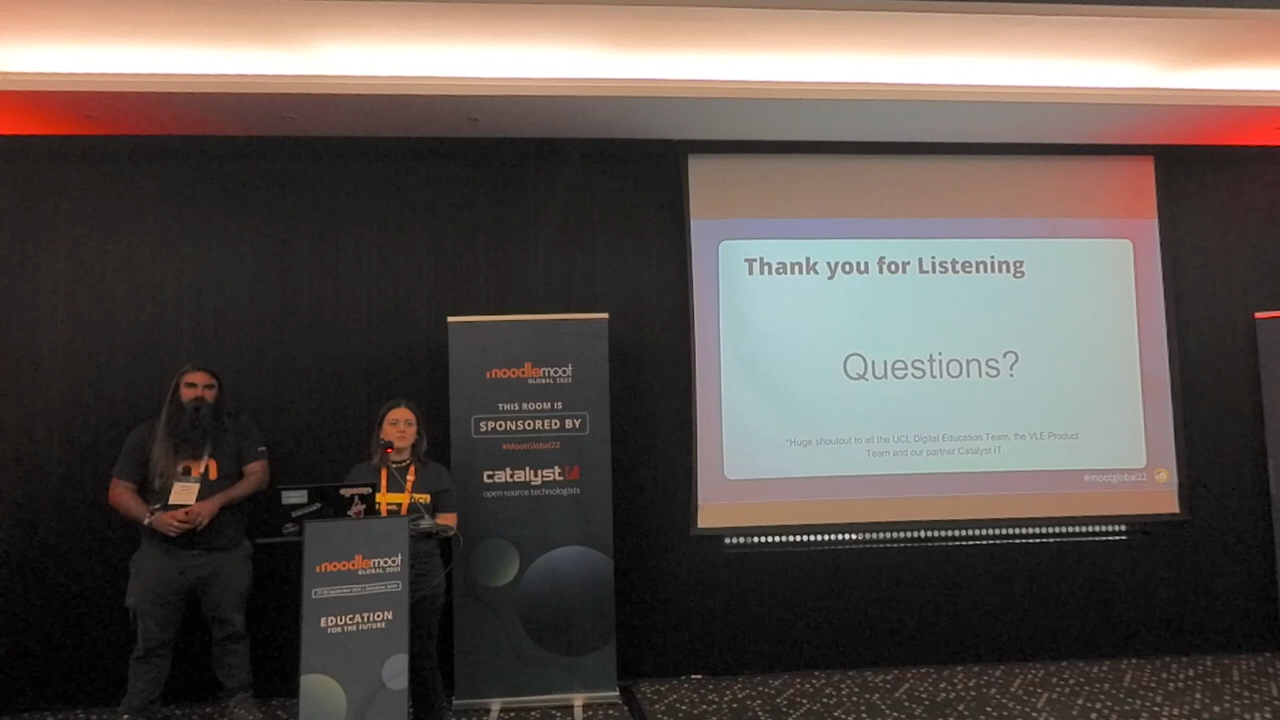 moodlemoot
GLOBAL 2022
THIS ROOM IS
SPONSORED BY
#MootGlobal22
catalyst
open source technologists
moodlemoot
GLOBAL 2022
EDUCATION
FOR THE FUTURE
UCL
Thank you for Listening
Questions?
*Huge shoutout to all the UCL Digital Education Team, the VLE Product
Team and our partner Catalyst IT.
#mootglobal22